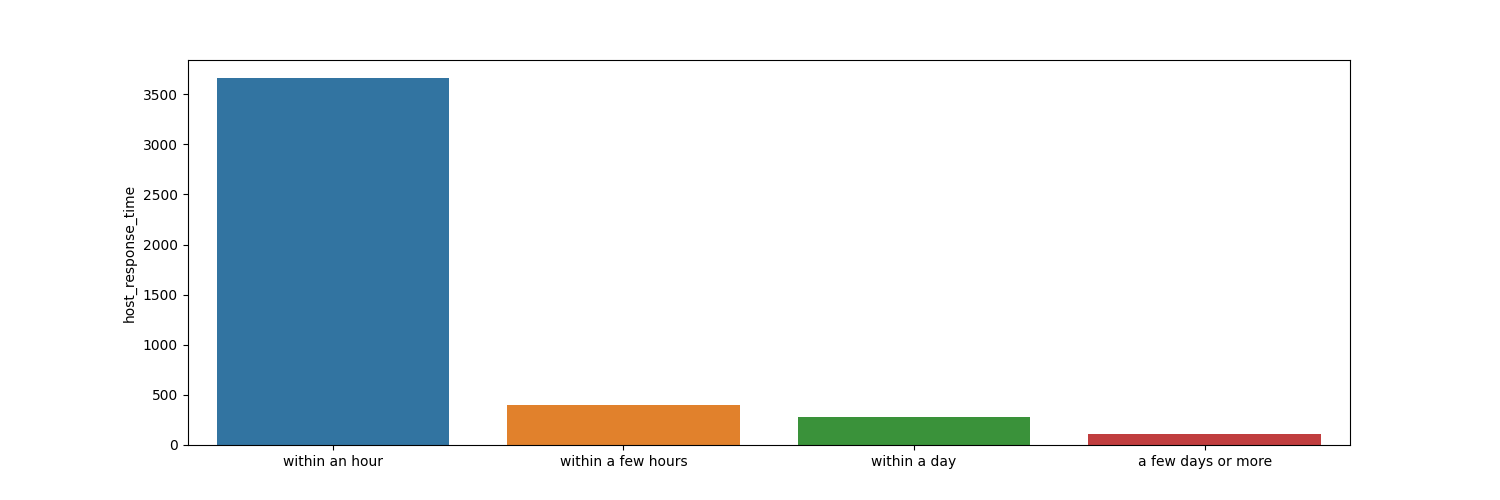 host_response_time
3500
3000
2500
2000
1500
1000
500
0
within an hour
within a few hours
within a day
a few days or more